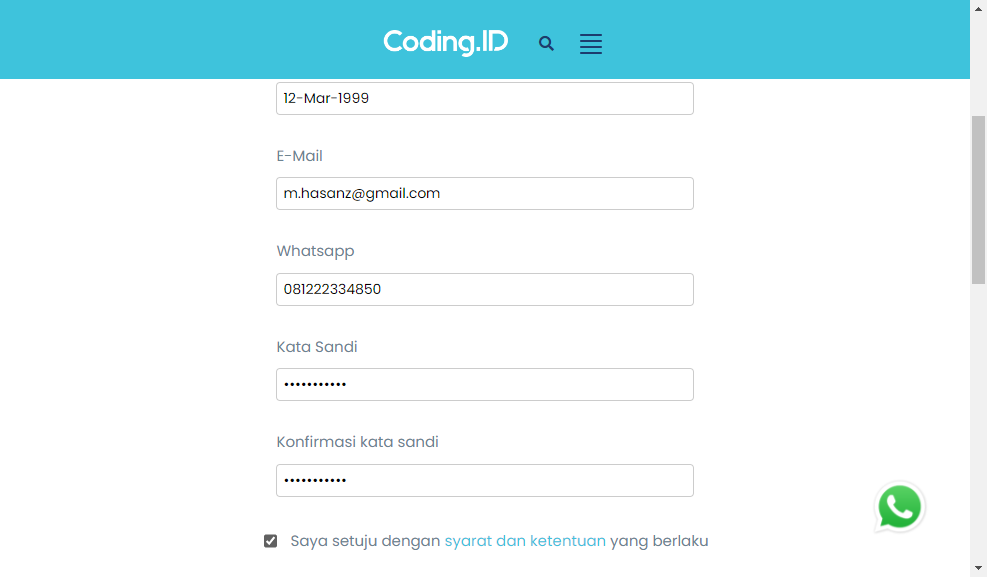 Coding.ID
12-Mar-1999
E-Mail
m.hasanz@gmail.com
Whatsapp
081222334850
Kata Sandi
•••••••••••
Konfirmasi kata sandi
•••••••••••
Saya setuju dengan syarat dan ketentuan yang berlaku